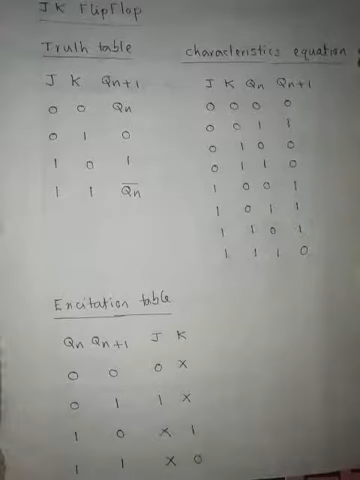 JK FlipFlop
Truth table
J K Qn+1
0 0 Qn
0 1 0
1 0 1
1 1 Q̅n
characteristics equation
J K Qn Qn+1
0 0 0 0
0 0 1 1
0 1 0 0
0 1 1 0
1 0 0 1
1 0 1 1
1 1 0 1
1 1 1 0
Excitation table
Qn Qn+1 J K
0 0 0 X
0 1 1 X
1 0 X 1
1 1 X 0